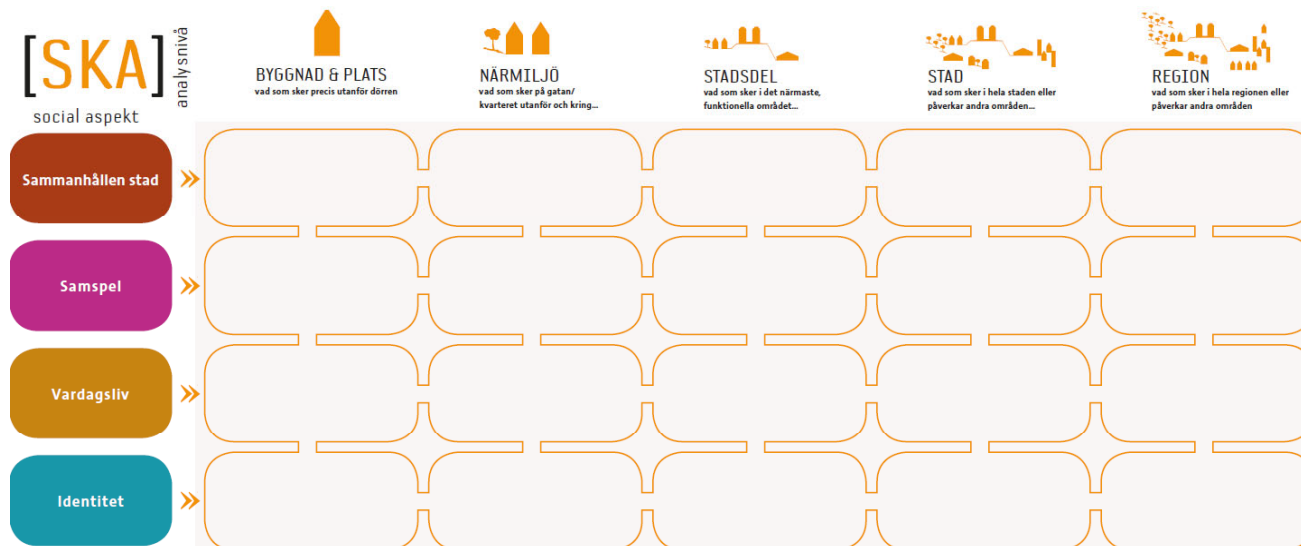 [SKA]
analysnivå
social aspekt
BYGGNAD & PLATS
vad som sker precis utanför dörren
NÄRMILJÖ
vad som sker på gatan/
kvarteret utanför och kring...
STADSDEL
vad som sker i det närmaste,
funktionella området...
STAD
vad som sker i hela staden eller
påverkar andra områden...
REGION
vad som sker i hela regionen eller
påverkar andra områden
Sammanhållen stad
Samspel
Vardagsliv
Identitet